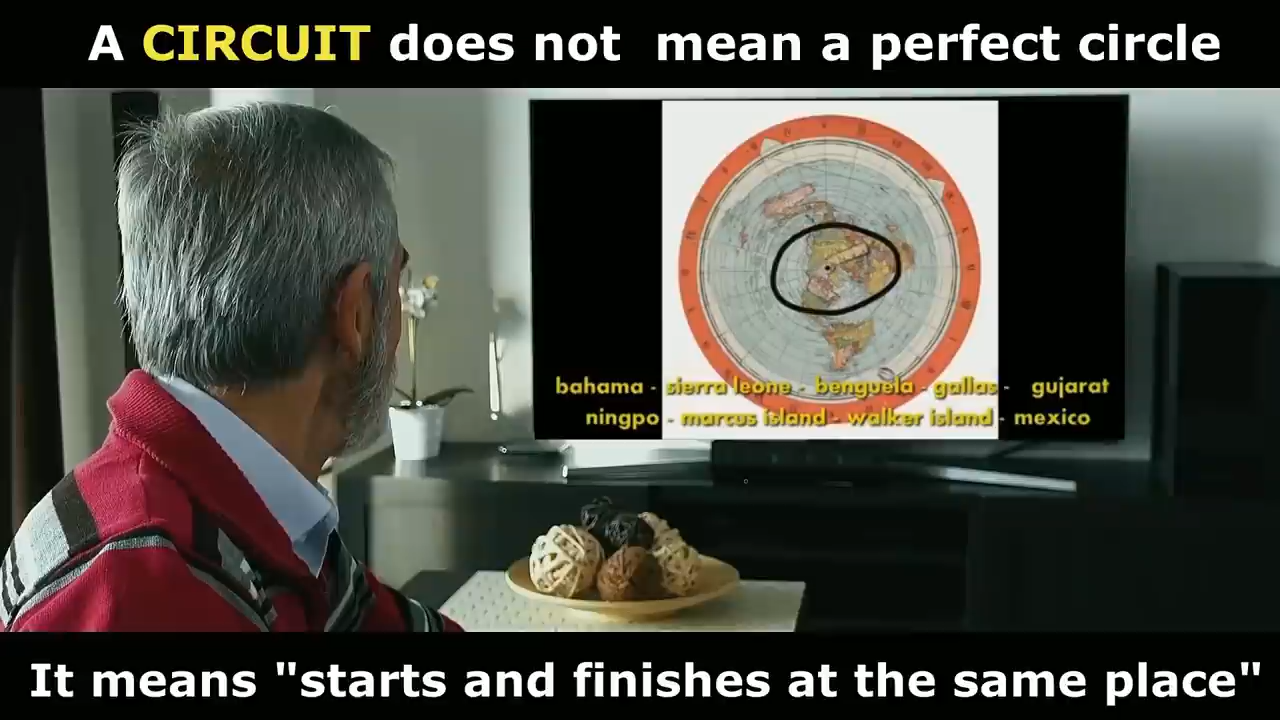 A CIRCUIT does not mean a perfect circle
bahama - sierra leone - benguela - gallas - gujarat
ningpo - marcus island - walker island - mexico
It means "starts and finishes at the same place"